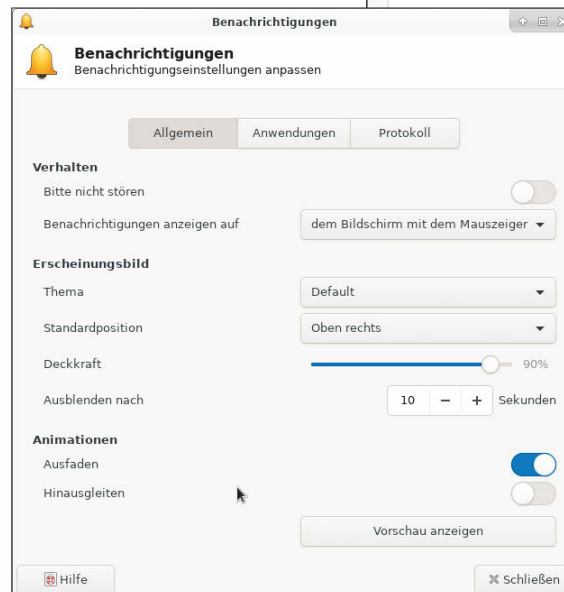 Benachrichtigungen
Benachrichtigungen
Benachrichtigungseinstellungen anpassen
Allgemein Anwendungen Protokoll
Verhalten
Bitte nicht stören
Benachrichtigungen anzeigen auf dem Bildschirm mit dem Mauszeiger
Erscheinungsbild
Thema Default
Standardposition Oben rechts
Deckkraft 90%
Ausblenden nach 10 − + Sekunden
Animationen
Ausfaden
Hinausgleiten
Vorschau anzeigen
Hilfe Schließen